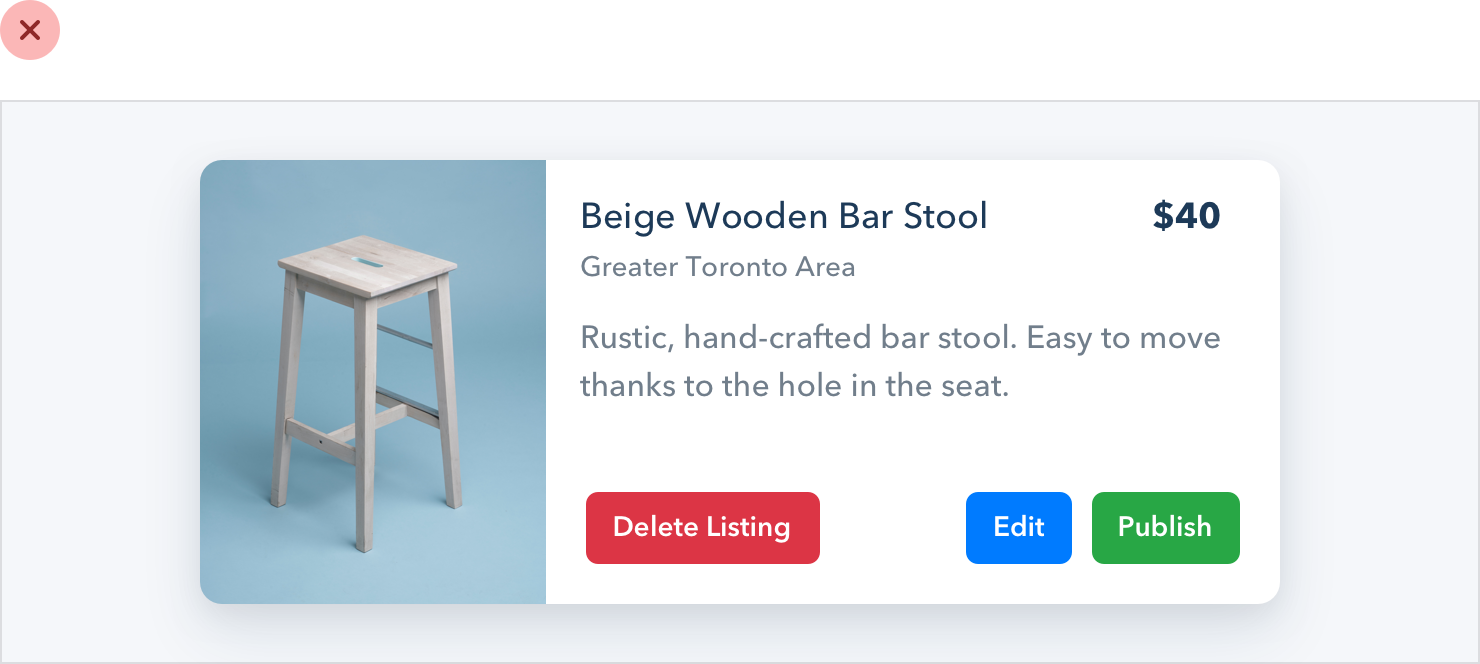 Beige Wooden Bar Stool
$40
Greater Toronto Area
Rustic, hand-crafted bar stool. Easy to move
thanks to the hole in the seat.
Delete Listing
Edit
Publish